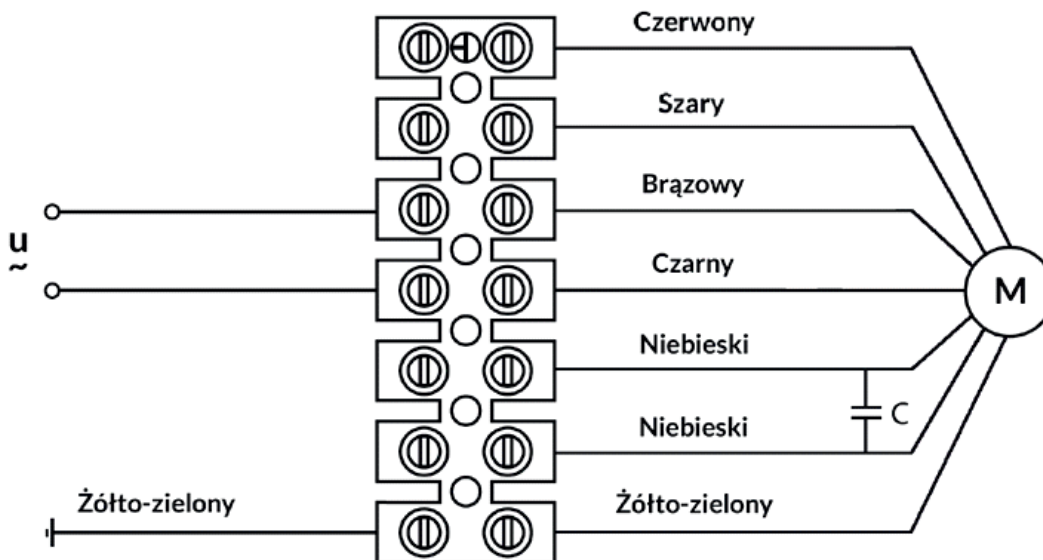 Czerwony
Szary
Brązowy
u
~
Czarny
M
Niebieski
C
Niebieski
Żółto-zielony
Żółto-zielony